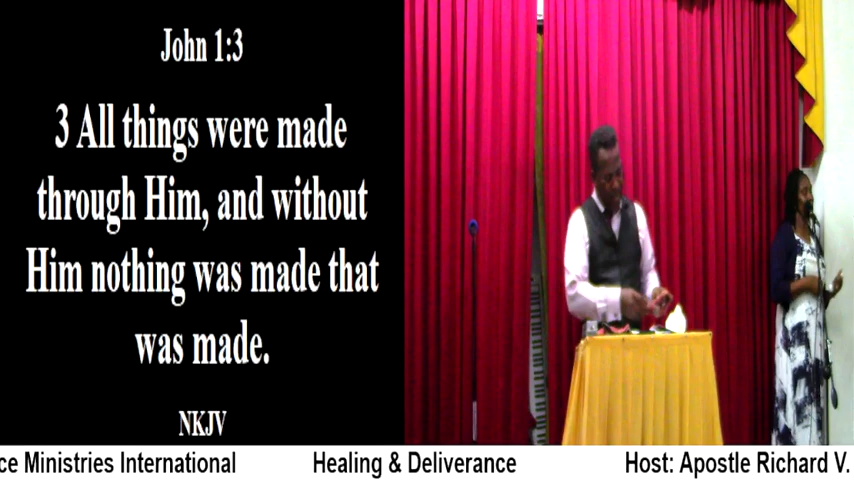 John 1:3
3 All things were made
through Him, and without
Him nothing was made that
was made.
NKJV
ce Ministries International Healing & Deliverance Host: Apostle Richard V.